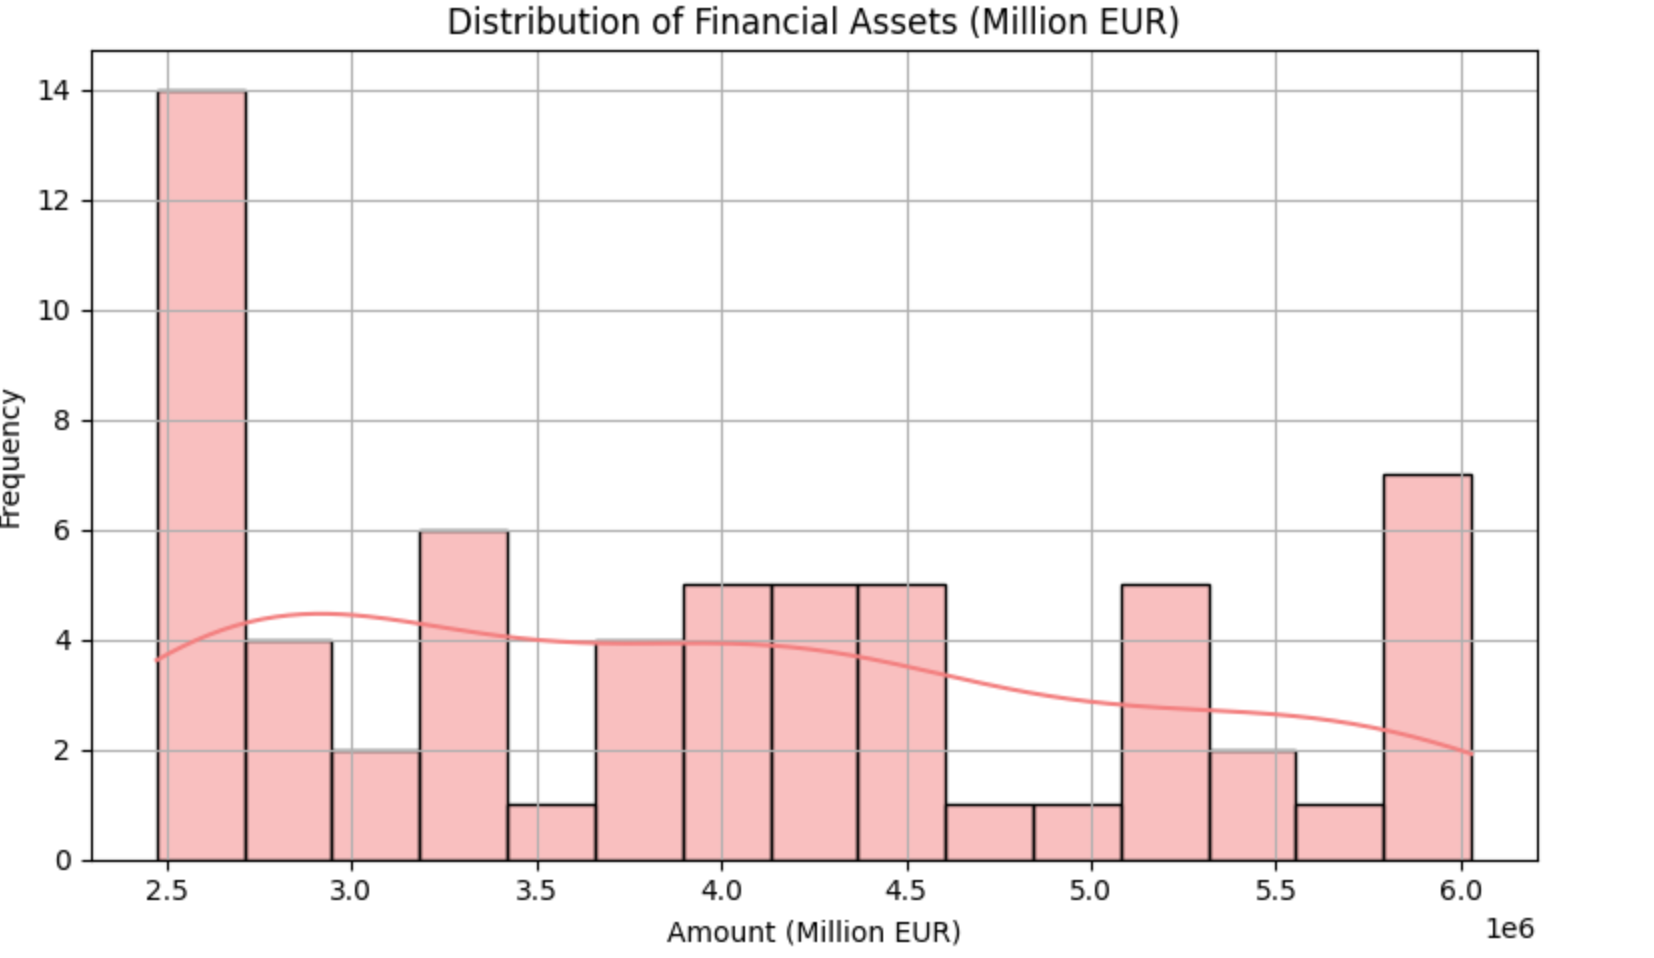 Distribution of Financial Assets (Million EUR)
Frequency
14
12
10
8
6
4
2
0
2.5 3.0 3.5 4.0 4.5 5.0 5.5 6.0
1e6
Amount (Million EUR)